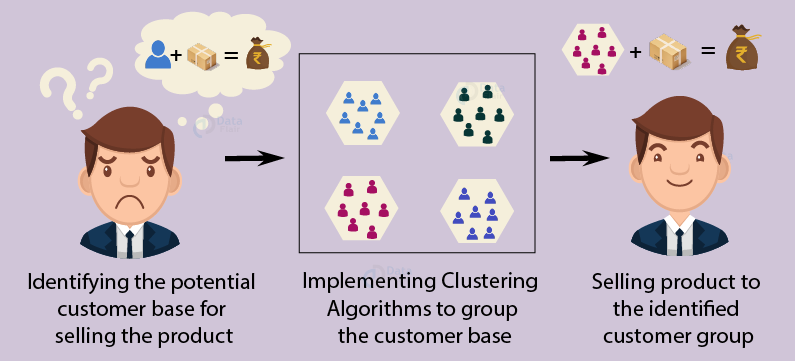 Identifying the potential
customer base for
selling the product
Implementing Clustering
Algorithms to group
the customer base
Selling product to
the identified
customer group
? ?
+ =
₹
+ =
₹
Data